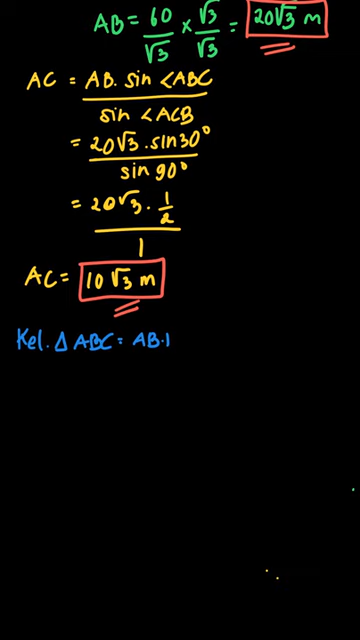 AB = 60/√3 × √3/√3 = 20√3 m
AC = AB. sin ∠ABC / sin ∠ACB
= 20√3 . sin 30° / sin 90°
= 20√3 . 1/2 / 1
AC = 10√3 m
Kel. Δ ABC = AB.1